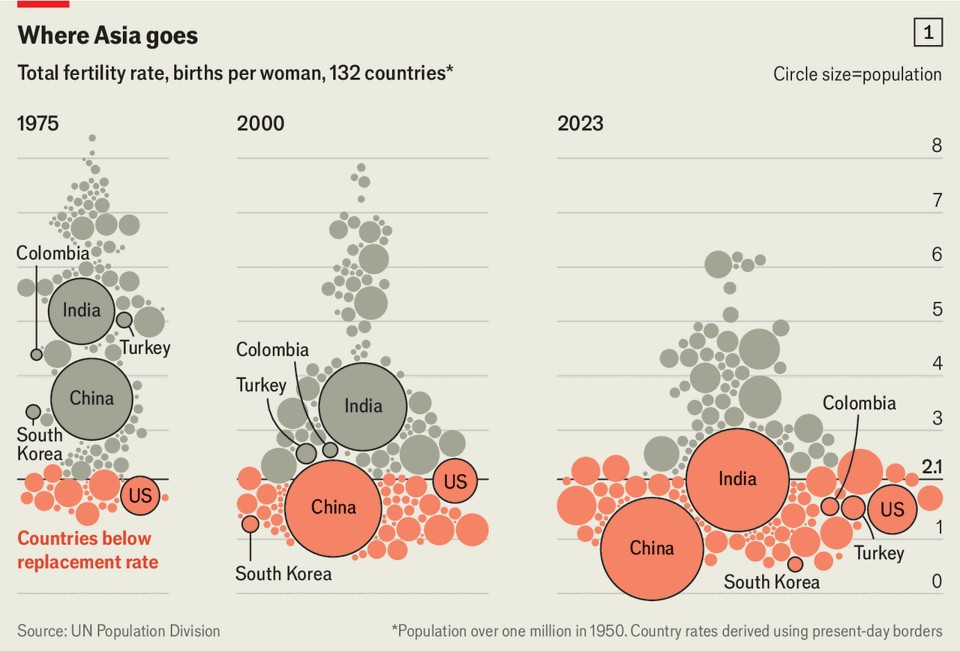 Where Asia goes
1
Total fertility rate, births per woman, 132 countries*
Circle size=population
1975
2000
2023
8
7
6
5
4
3
2.1
1
0
Colombia
India
Turkey
China
South
Korea
US
Countries below
replacement rate
Colombia
Turkey
India
US
China
South Korea
Colombia
India
US
China
Turkey
South Korea
Source: UN Population Division
*Population over one million in 1950. Country rates derived using present-day borders